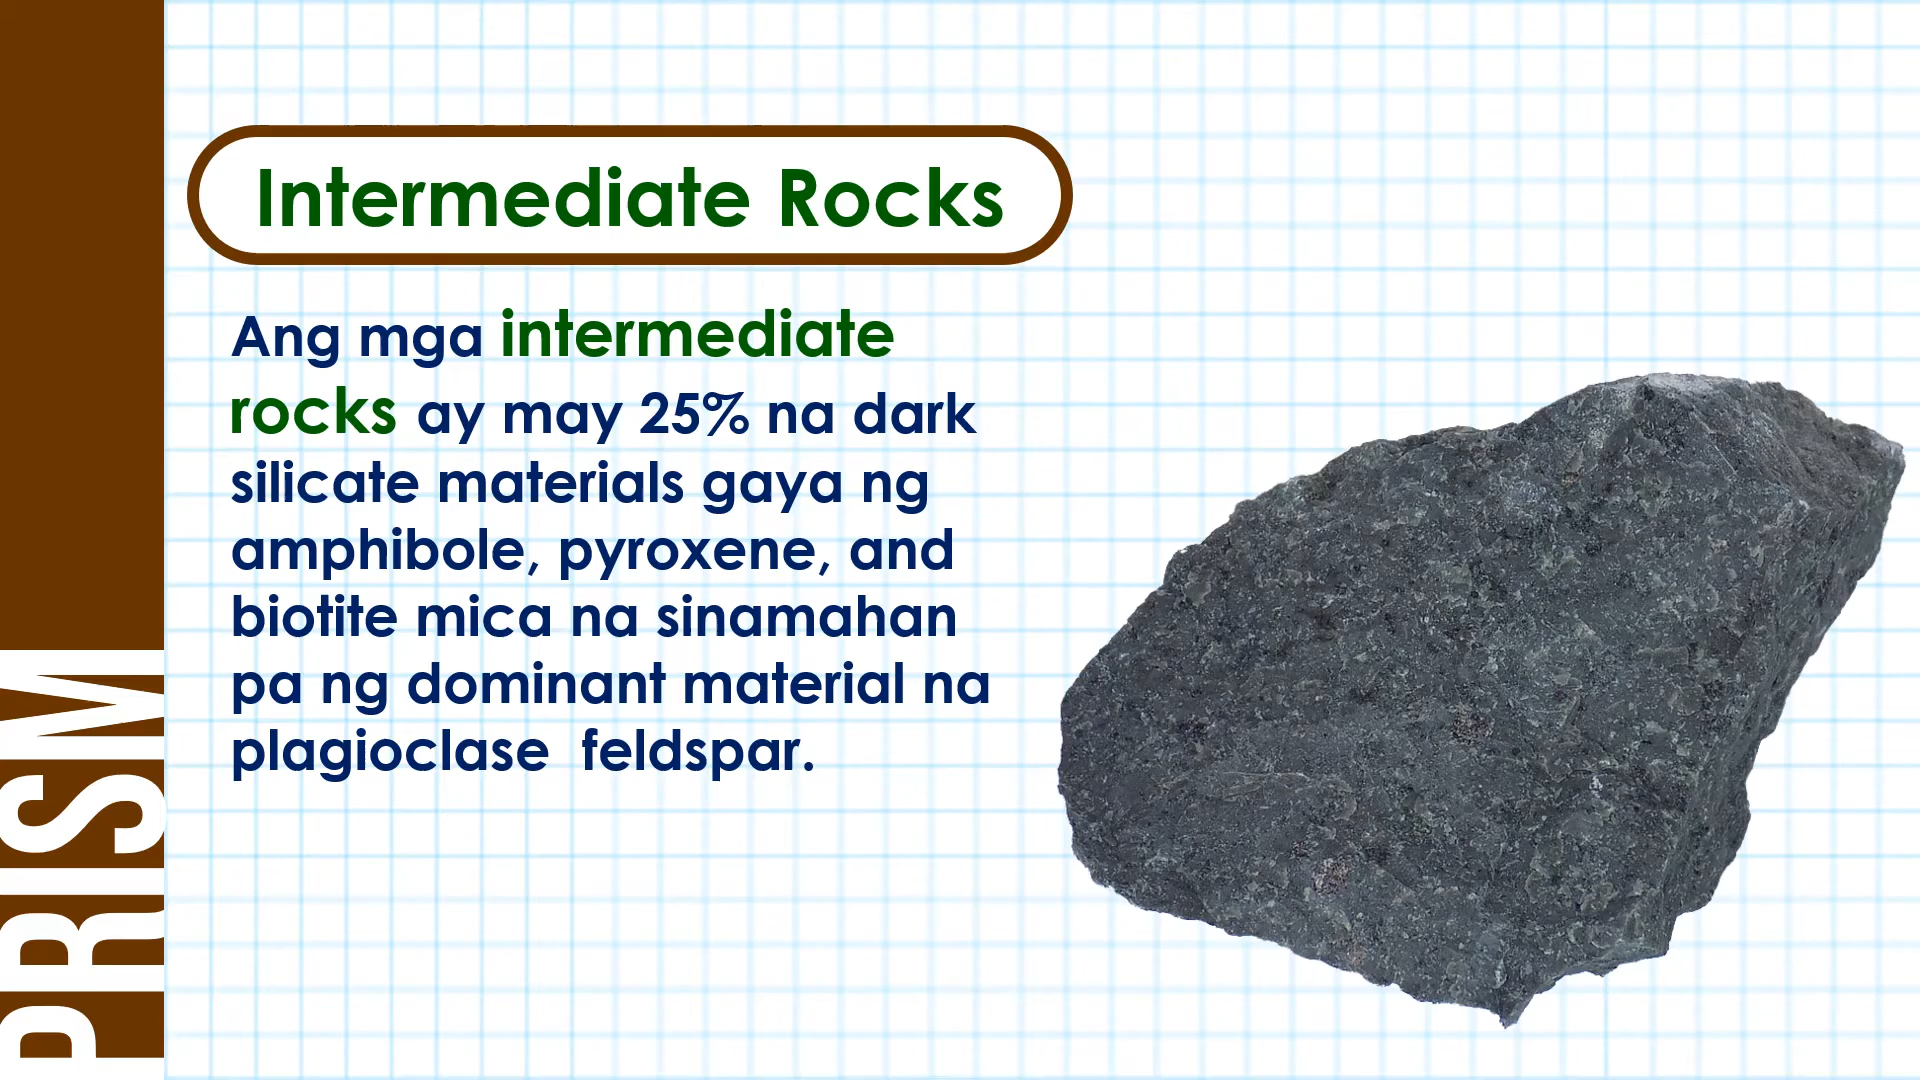 Intermediate Rocks
Ang mga intermediate
rocks ay may 25% na dark
silicate materials gaya ng
amphibole, pyroxene, and
biotite mica na sinamahan
pa ng dominant material na
plagioclase  feldspar.
PRISM